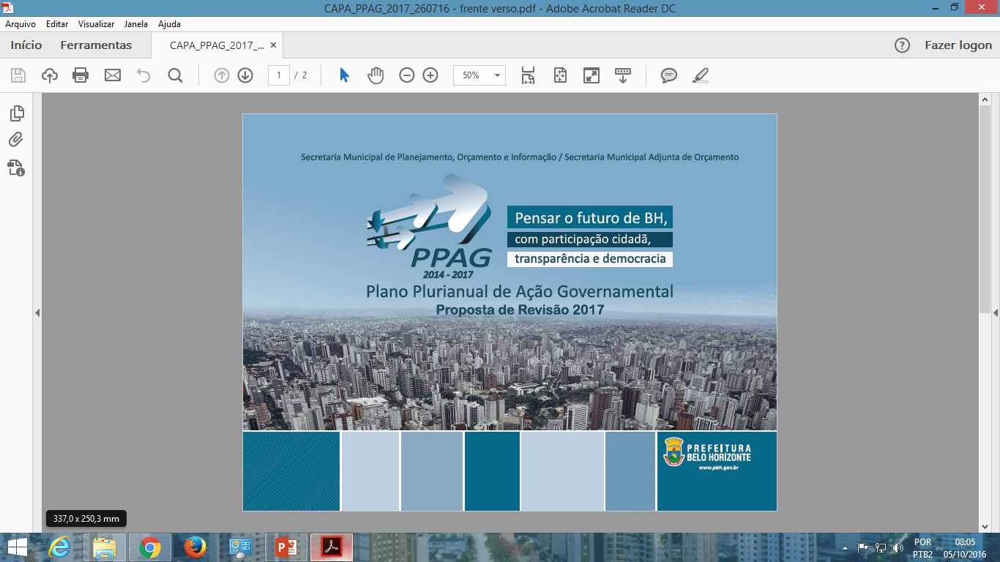 CAPA_PPAG_2017_260716 - frente verso.pdf - Adobe Acrobat Reader DC
Arquivo Editar Visualizar Janela Ajuda
Início Ferramentas CAPA_PPAG_2017_... × ? Fazer logon
1 / 2 50%
Secretaria Municipal de Planejamento, Orçamento e Informação / Secretaria Municipal Adjunta de Orçamento
Pensar o futuro de BH,
com participação cidadã,
transparência e democracia
PPAG
2014 - 2017
Plano Plurianual de Ação Governamental
Proposta de Revisão 2017
PREFEITURA
BELO HORIZONTE
www.pbh.gov.br
337,0 x 250,3 mm
POR 08:05
PTB2 05/10/2016